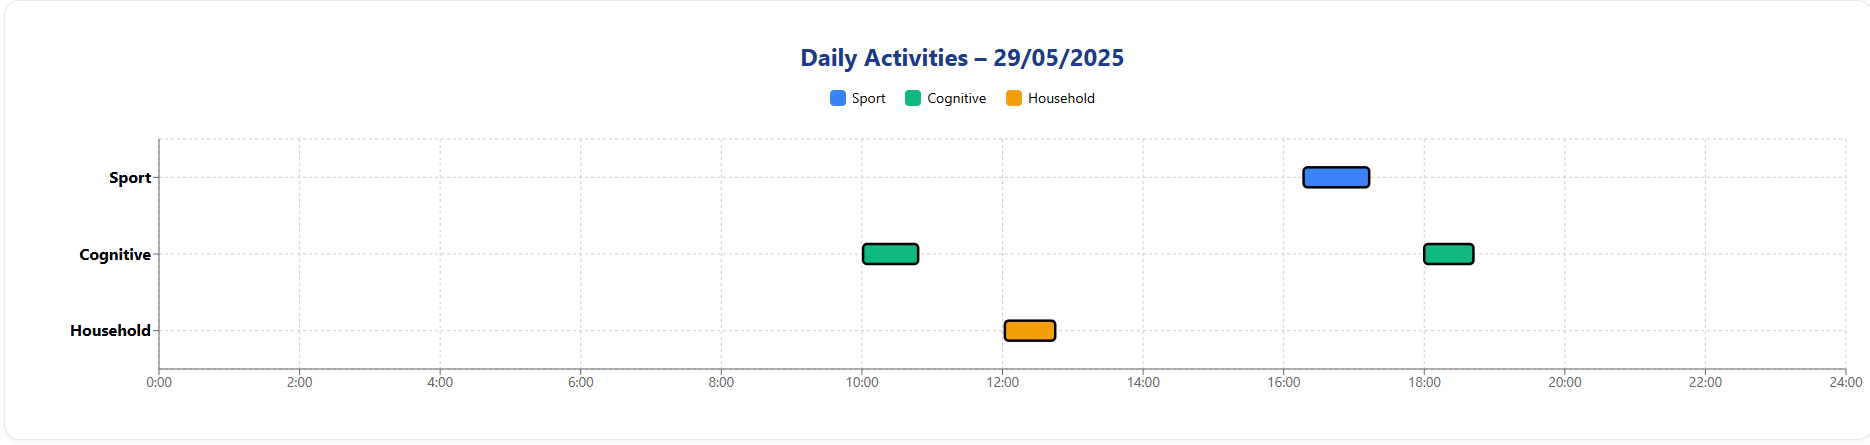 Daily Activities – 29/05/2025
Sport Cognitive Household
Sport
Cognitive
Household
0:00 2:00 4:00 6:00 8:00 10:00 12:00 14:00 16:00 18:00 20:00 22:00 24:00